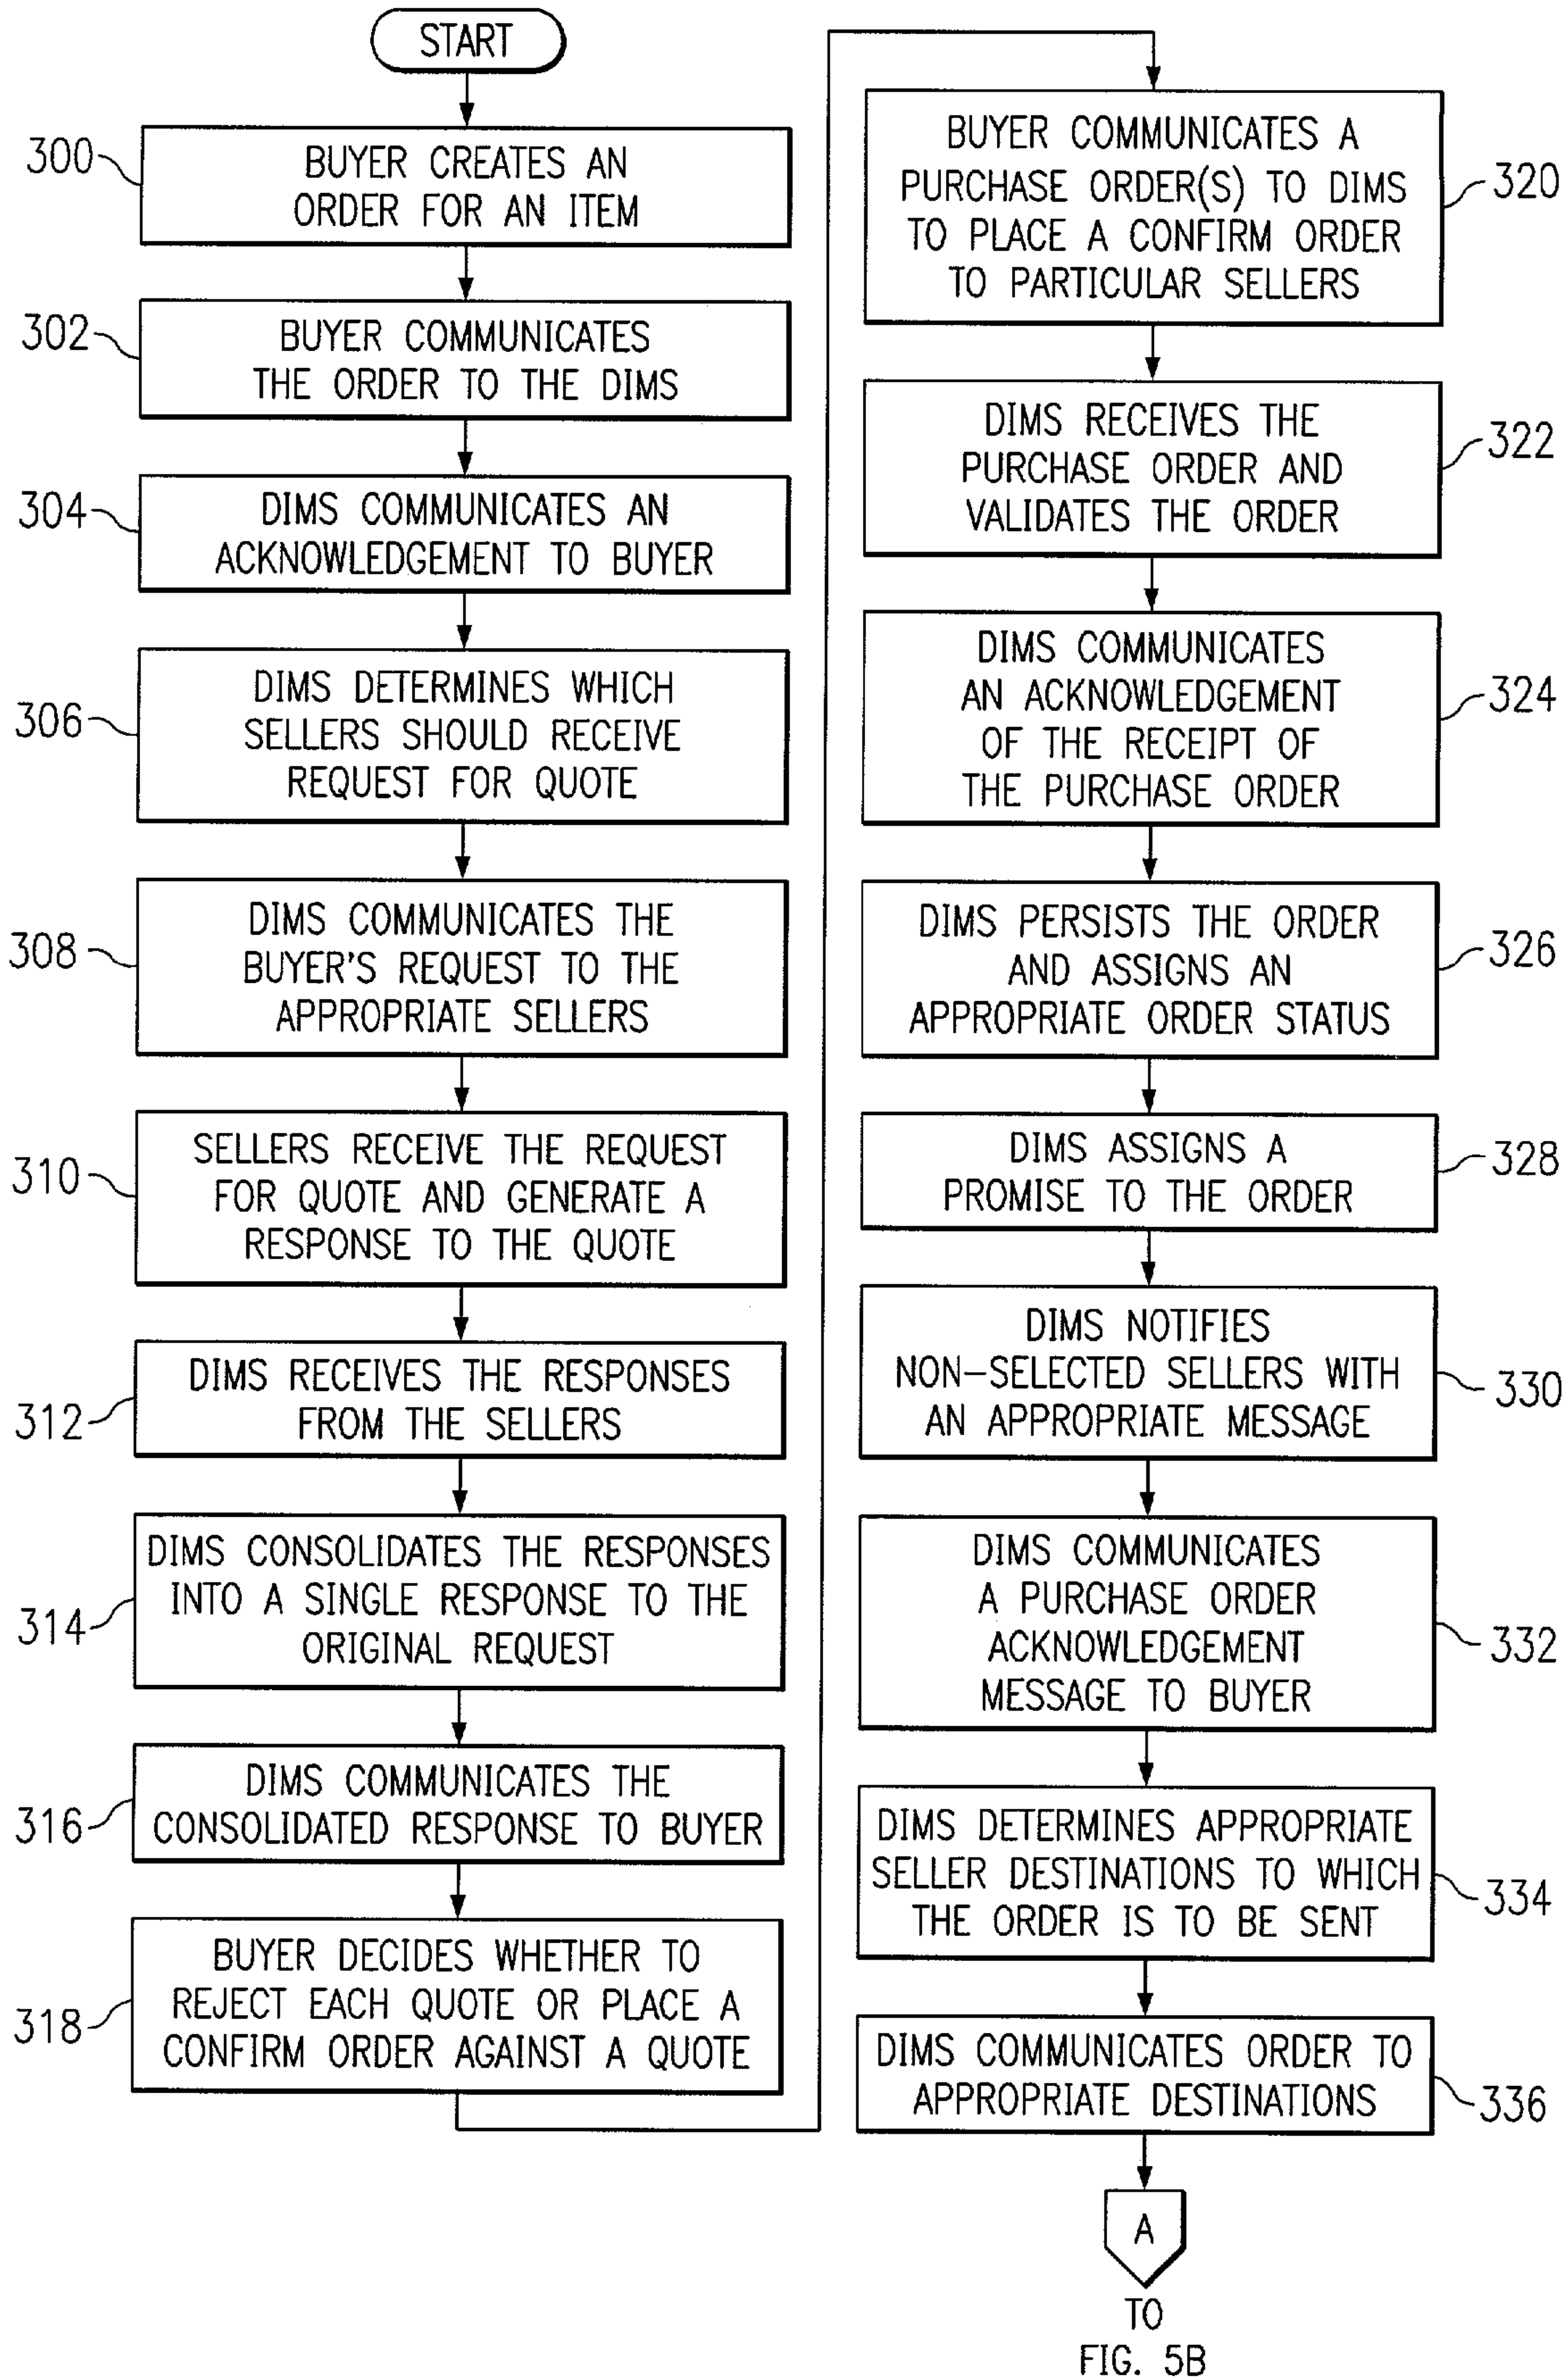 START
300
BUYER CREATES AN
ORDER FOR AN ITEM
302
BUYER COMMUNICATES
THE ORDER TO THE DIMS
304
DIMS COMMUNICATES AN
ACKNOWLEDGEMENT TO BUYER
306
DIMS DETERMINES WHICH
SELLERS SHOULD RECEIVE
REQUEST FOR QUOTE
308
DIMS COMMUNICATES THE
BUYER'S REQUEST TO THE
APPROPRIATE SELLERS
310
SELLERS RECEIVE THE REQUEST
FOR QUOTE AND GENERATE A
RESPONSE TO THE QUOTE
312
DIMS RECEIVES THE RESPONSES
FROM THE SELLERS
314
DIMS CONSOLIDATES THE RESPONSES
INTO A SINGLE RESPONSE TO THE
ORIGINAL REQUEST
316
DIMS COMMUNICATES THE
CONSOLIDATED RESPONSE TO BUYER
318
BUYER DECIDES WHETHER TO
REJECT EACH QUOTE OR PLACE A
CONFIRM ORDER AGAINST A QUOTE
BUYER COMMUNICATES A
PURCHASE ORDER(S) TO DIMS
TO PLACE A CONFIRM ORDER
TO PARTICULAR SELLERS
320
DIMS RECEIVES THE
PURCHASE ORDER AND
VALIDATES THE ORDER
322
DIMS COMMUNICATES
AN ACKNOWLEDGEMENT
OF THE RECEIPT OF
THE PURCHASE ORDER
324
DIMS PERSISTS THE ORDER
AND ASSIGNS AN
APPROPRIATE ORDER STATUS
326
DIMS ASSIGNS A
PROMISE TO THE ORDER
328
DIMS NOTIFIES
NON-SELECTED SELLERS WITH
AN APPROPRIATE MESSAGE
330
DIMS COMMUNICATES
A PURCHASE ORDER
ACKNOWLEDGEMENT
MESSAGE TO BUYER
332
DIMS DETERMINES APPROPRIATE
SELLER DESTINATIONS TO WHICH
THE ORDER IS TO BE SENT
334
DIMS COMMUNICATES ORDER TO
APPROPRIATE DESTINATIONS
336
A
TO
FIG. 5B